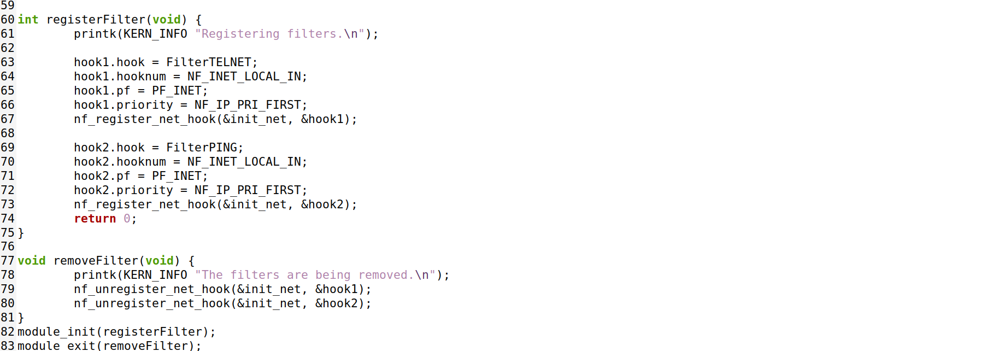 59
60 int registerFilter(void) {
61         printk(KERN_INFO "Registering filters.\n");
62
63         hook1.hook = FilterTELNET;
64         hook1.hooknum = NF_INET_LOCAL_IN;
65         hook1.pf = PF_INET;
66         hook1.priority = NF_IP_PRI_FIRST;
67         nf_register_net_hook(&init_net, &hook1);
68
69         hook2.hook = FilterPING;
70         hook2.hooknum = NF_INET_LOCAL_IN;
71         hook2.pf = PF_INET;
72         hook2.priority = NF_IP_PRI_FIRST;
73         nf_register_net_hook(&init_net, &hook2);
74         return 0;
75 }
76
77 void removeFilter(void) {
78         printk(KERN_INFO "The filters are being removed.\n");
79         nf_unregister_net_hook(&init_net, &hook1);
80         nf_unregister_net_hook(&init_net, &hook2);
81 }
82 module_init(registerFilter);
83 module_exit(removeFilter);